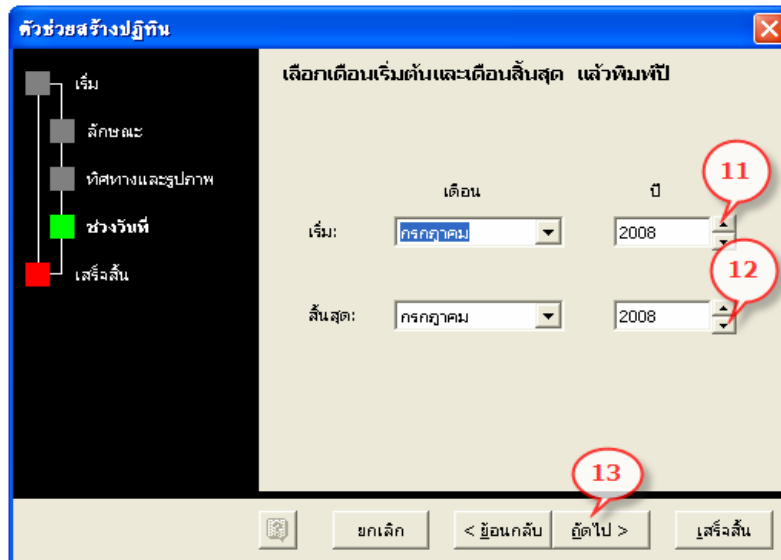 ตัวช่วยสร้างปฏิทิน
เริ่ม
ลักษณะ
ทิศทางและรูปภาพ
ช่วงวันที่
เสร็จสิ้น
เลือกเดือนเริ่มต้นและเดือนสิ้นสุด แล้วพิมพ์ปี
11
เดือน ปี
เริ่ม: กรกฎาคม 2008
12
สิ้นสุด: กรกฎาคม 2008
13
ยกเลิก < ย้อนกลับ ถัดไป > เสร็จสิ้น